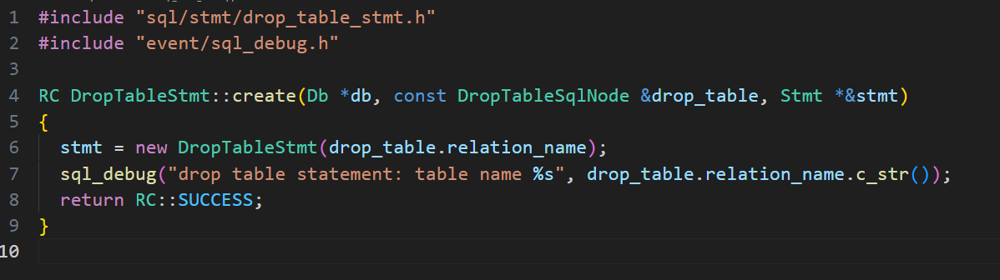 1 #include "sql/stmt/drop_table_stmt.h"
2 #include "event/sql_debug.h"
3
4 RC DropTableStmt::create(Db *db, const DropTableSqlNode &drop_table, Stmt *&stmt)
5 {
6   stmt = new DropTableStmt(drop_table.relation_name);
7   sql_debug("drop table statement: table name %s", drop_table.relation_name.c_str());
8   return RC::SUCCESS;
9 }
10